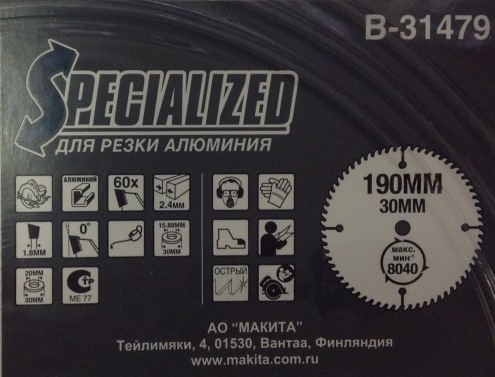 B-31479
SPECIALIZED
ДЛЯ РЕЗКИ АЛЮМИНИЯ
АЛЮМИНИЙ
60x
2.4MM
1.8MM
0°
15.88MM
30MM
20MM
30MM
ME 77
ОСТРЫЙ
190MM
30MM
макс.
мин⁻¹
8040
АО "МАКИТА"
Тейлимяки, 4, 01530, Вантаа, Финляндия
www.makita.com.ru